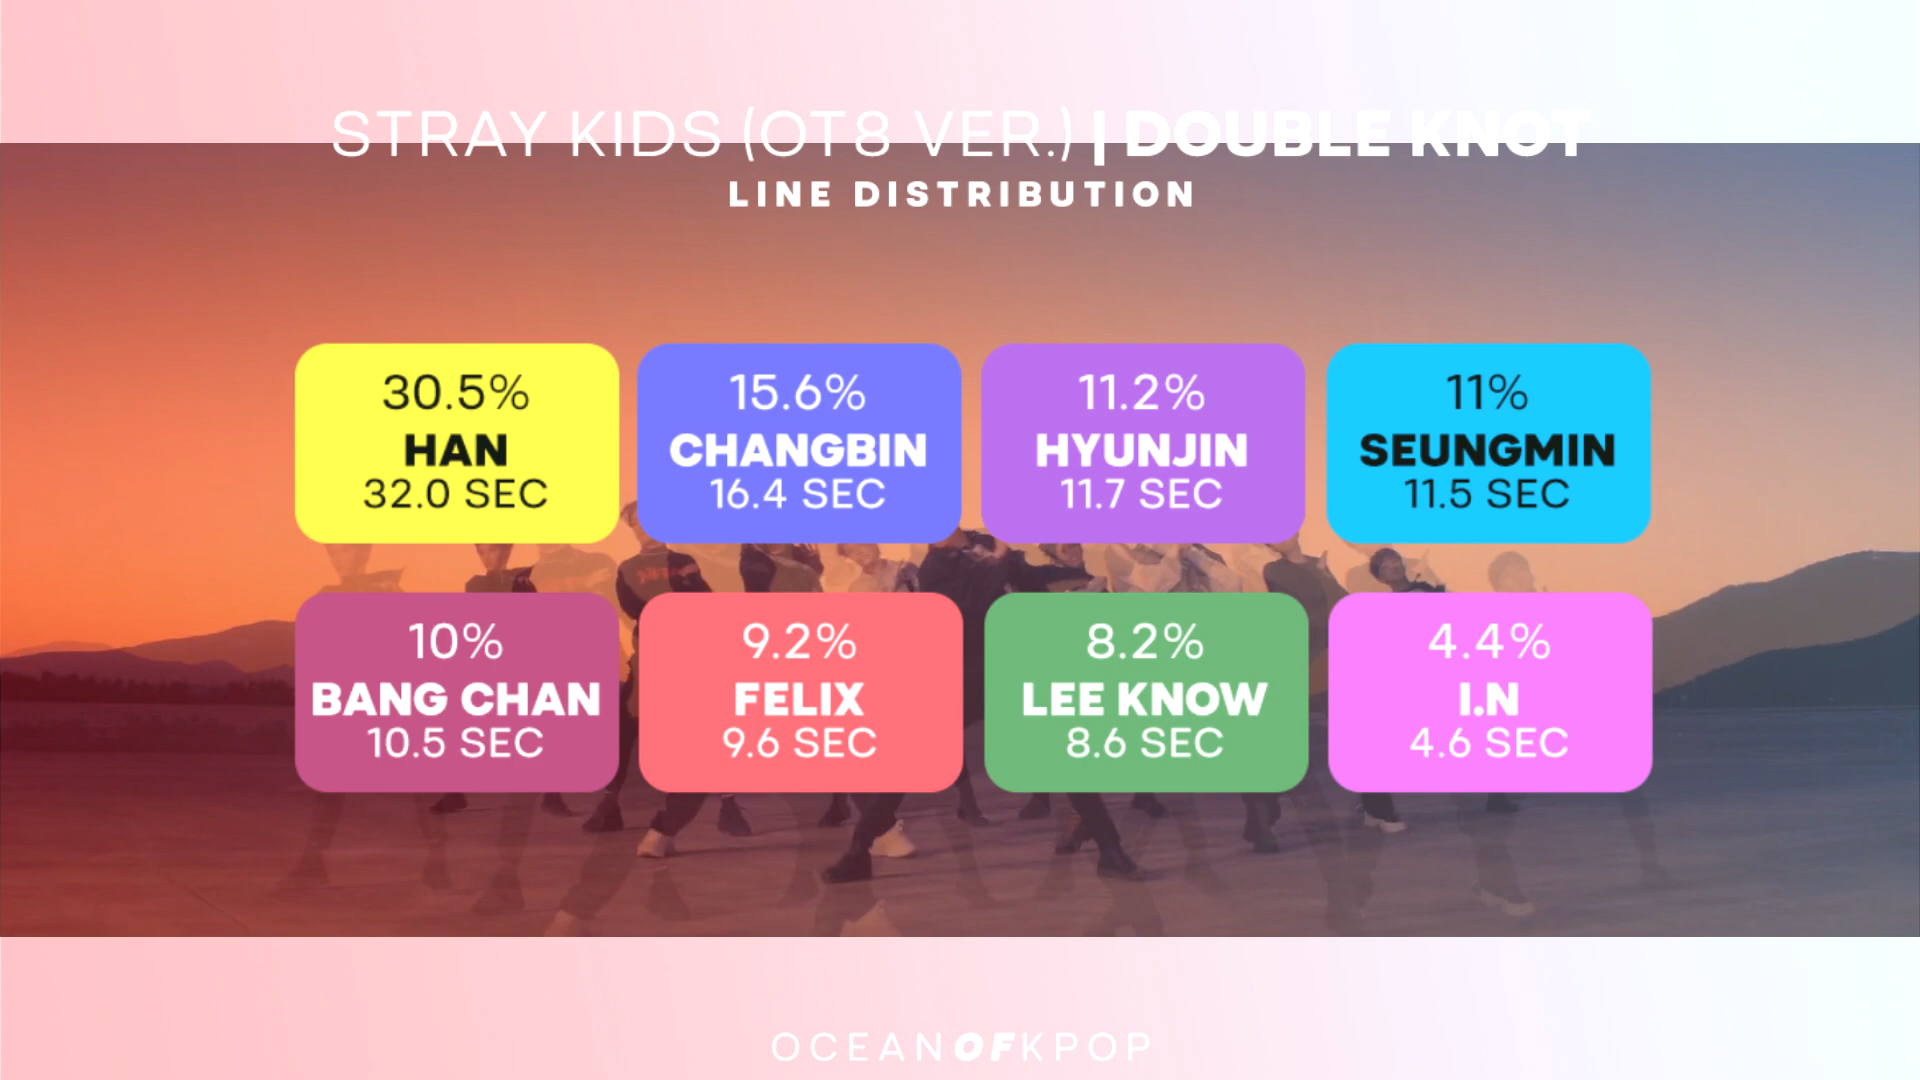 STRAY KIDS (OT8 VER.) | DOUBLE KNOT
LINE DISTRIBUTION
30.5%
HAN
32.0 SEC
15.6%
CHANGBIN
16.4 SEC
11.2%
HYUNJIN
11.7 SEC
11%
SEUNGMIN
11.5 SEC
10%
BANG CHAN
10.5 SEC
9.2%
FELIX
9.6 SEC
8.2%
LEE KNOW
8.6 SEC
4.4%
I.N
4.6 SEC
OCEANOFKPOP